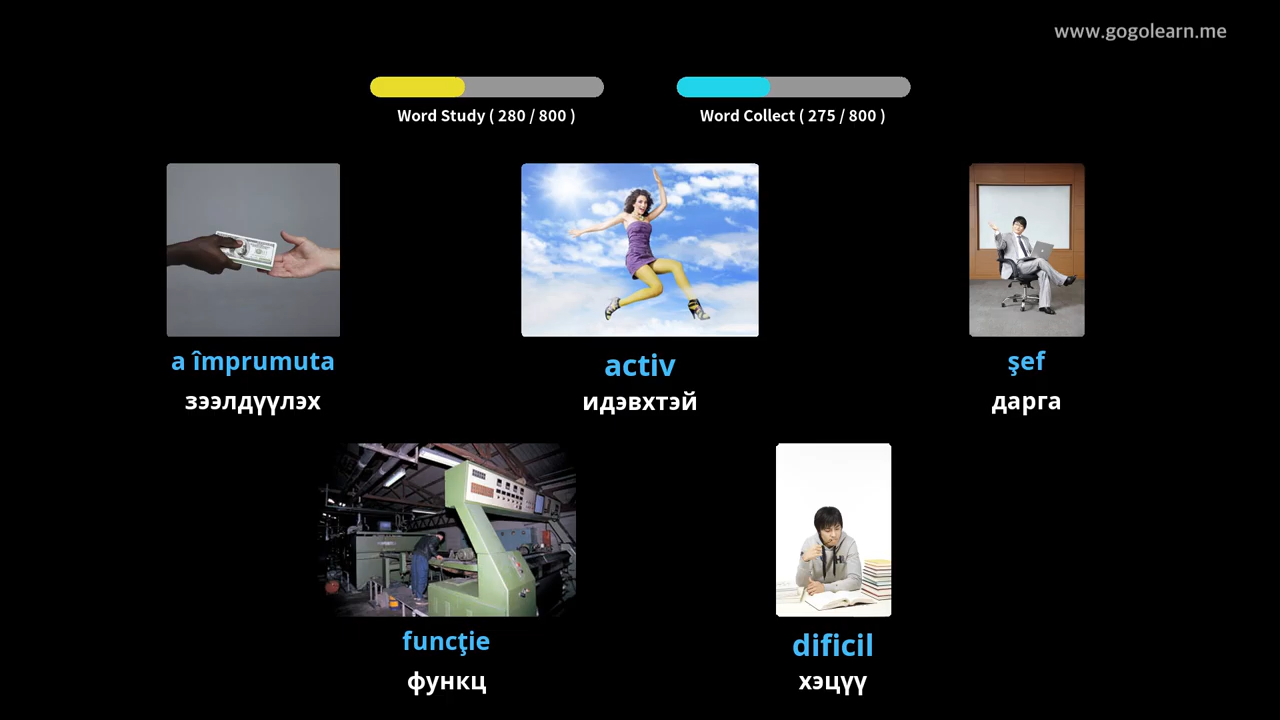 www.gogolearn.me
Word Study ( 280 / 800 )
Word Collect ( 275 / 800 )
a împrumuta
зээлдүүлэх
activ
идэвхтэй
şef
дарга
funcţie
функц
dificil
хэцүү